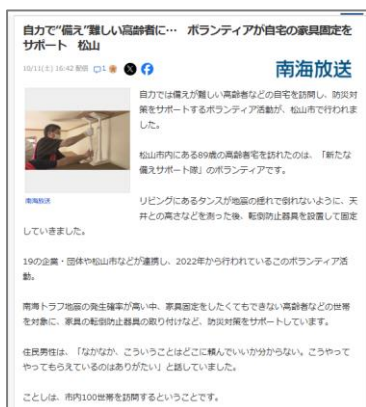 自力で“備え”難しい高齢者に… ボランティアが自宅の家具固定を
サポート 松山
10/11(土) 16:42 配信 1
南海放送
自力では備えが難しい高齢者などの自宅を訪問し、防災対
策をサポートするボランティア活動が、松山市で行われま
した。
松山市内にある89歳の高齢者宅を訪れたのは、「新たな
備えサポート隊」のボランティアです。
南海放送
リビングにあるタンスが地震の揺れで倒れないように、天
井との高さなどを測った後、転倒防止器具を設置して固定
していきました。
19の企業・団体や松山市などが連携し、2022年から行われているこのボランティア活
動。
南海トラフ地震の発生確率が高い中、家具固定をしたくてもできない高齢者などの世帯
を対象に、家具の転倒防止器具の取り付けなど、防災対策をサポートしています。
住民男性は、「なかなか、こういうことはどこに頼んでいいか分からない。こうやって
やってもらえているのはありがたい」と話していました。
ことしは、市内100世帯を訪問するということです。